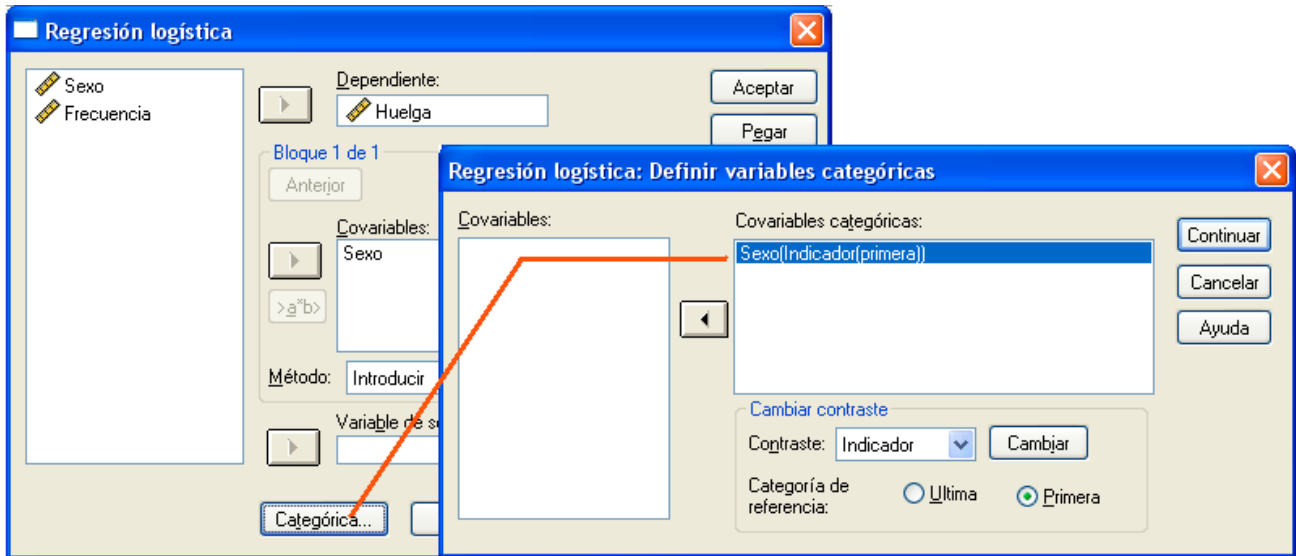 Regresión logística
Sexo
Frecuencia
Dependiente:
Huelga
Aceptar
Pegar
Bloque 1 de 1
Anterior
Covariables:
Sexo
>a*b>
Método:
Introducir
Variable de s
Categórica...
Regresión logística: Definir variables categóricas
Covariables:
Covariables categóricas:
Sexo(Indicador(primera))
Continuar
Cancelar
Ayuda
Cambiar contraste
Contraste:
Indicador
Cambiar
Categoría de
referencia:
Ultima
Primera